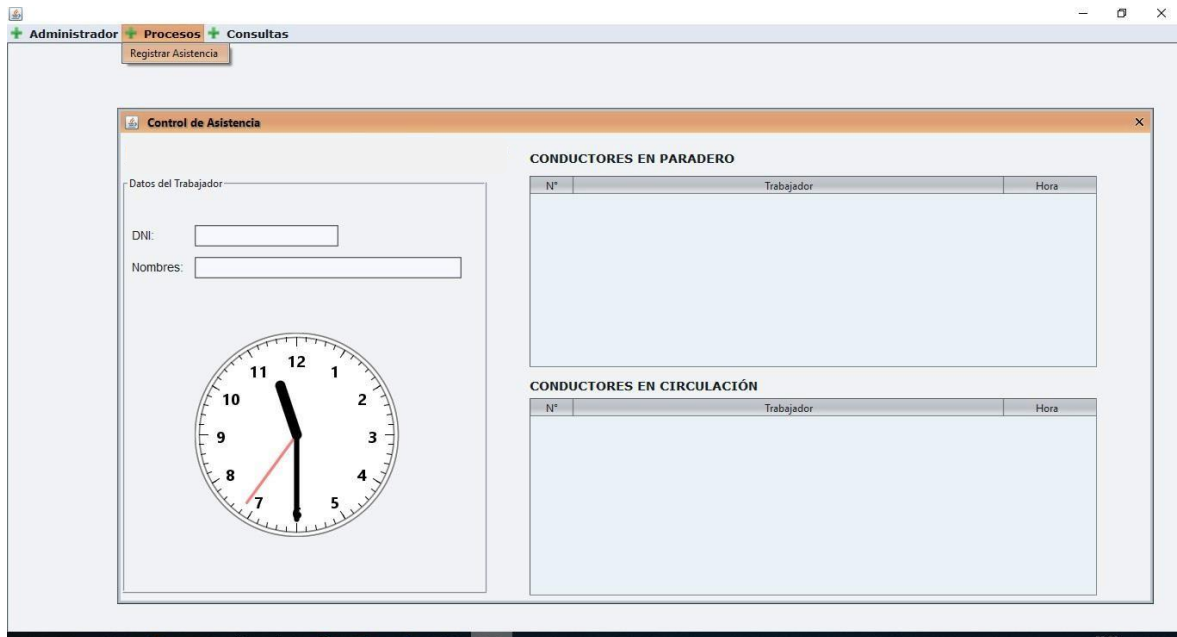 Administrador Procesos Consultas
Registrar Asistencia
Control de Asistencia
Datos del Trabajador
DNI:
Nombres:
12
1
2
3
4
5
7
8
9
10
11
CONDUCTORES EN PARADERO
N° Trabajador Hora
CONDUCTORES EN CIRCULACIÓN
N° Trabajador Hora